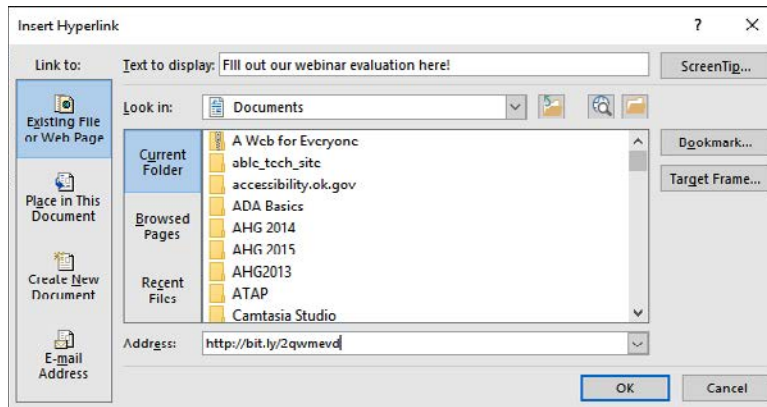 Insert Hyperlink ? ×
Link to:
Text to display: Fill out our webinar evaluation here!
ScreenTip...
Existing File or Web Page
Look in: Documents
Current Folder
A Web for Everyone
able_tech_site
accessibility.ok.gov
ADA Basics
AHG 2014
AHG 2015
AHG2013
ATAP
Camtasia Studio
Bookmark...
Target Frame...
Place in This Document
Browsed Pages
Create New Document
Recent Files
E-mail Address
Address: http://bit.ly/2qwmevd
OK
Cancel